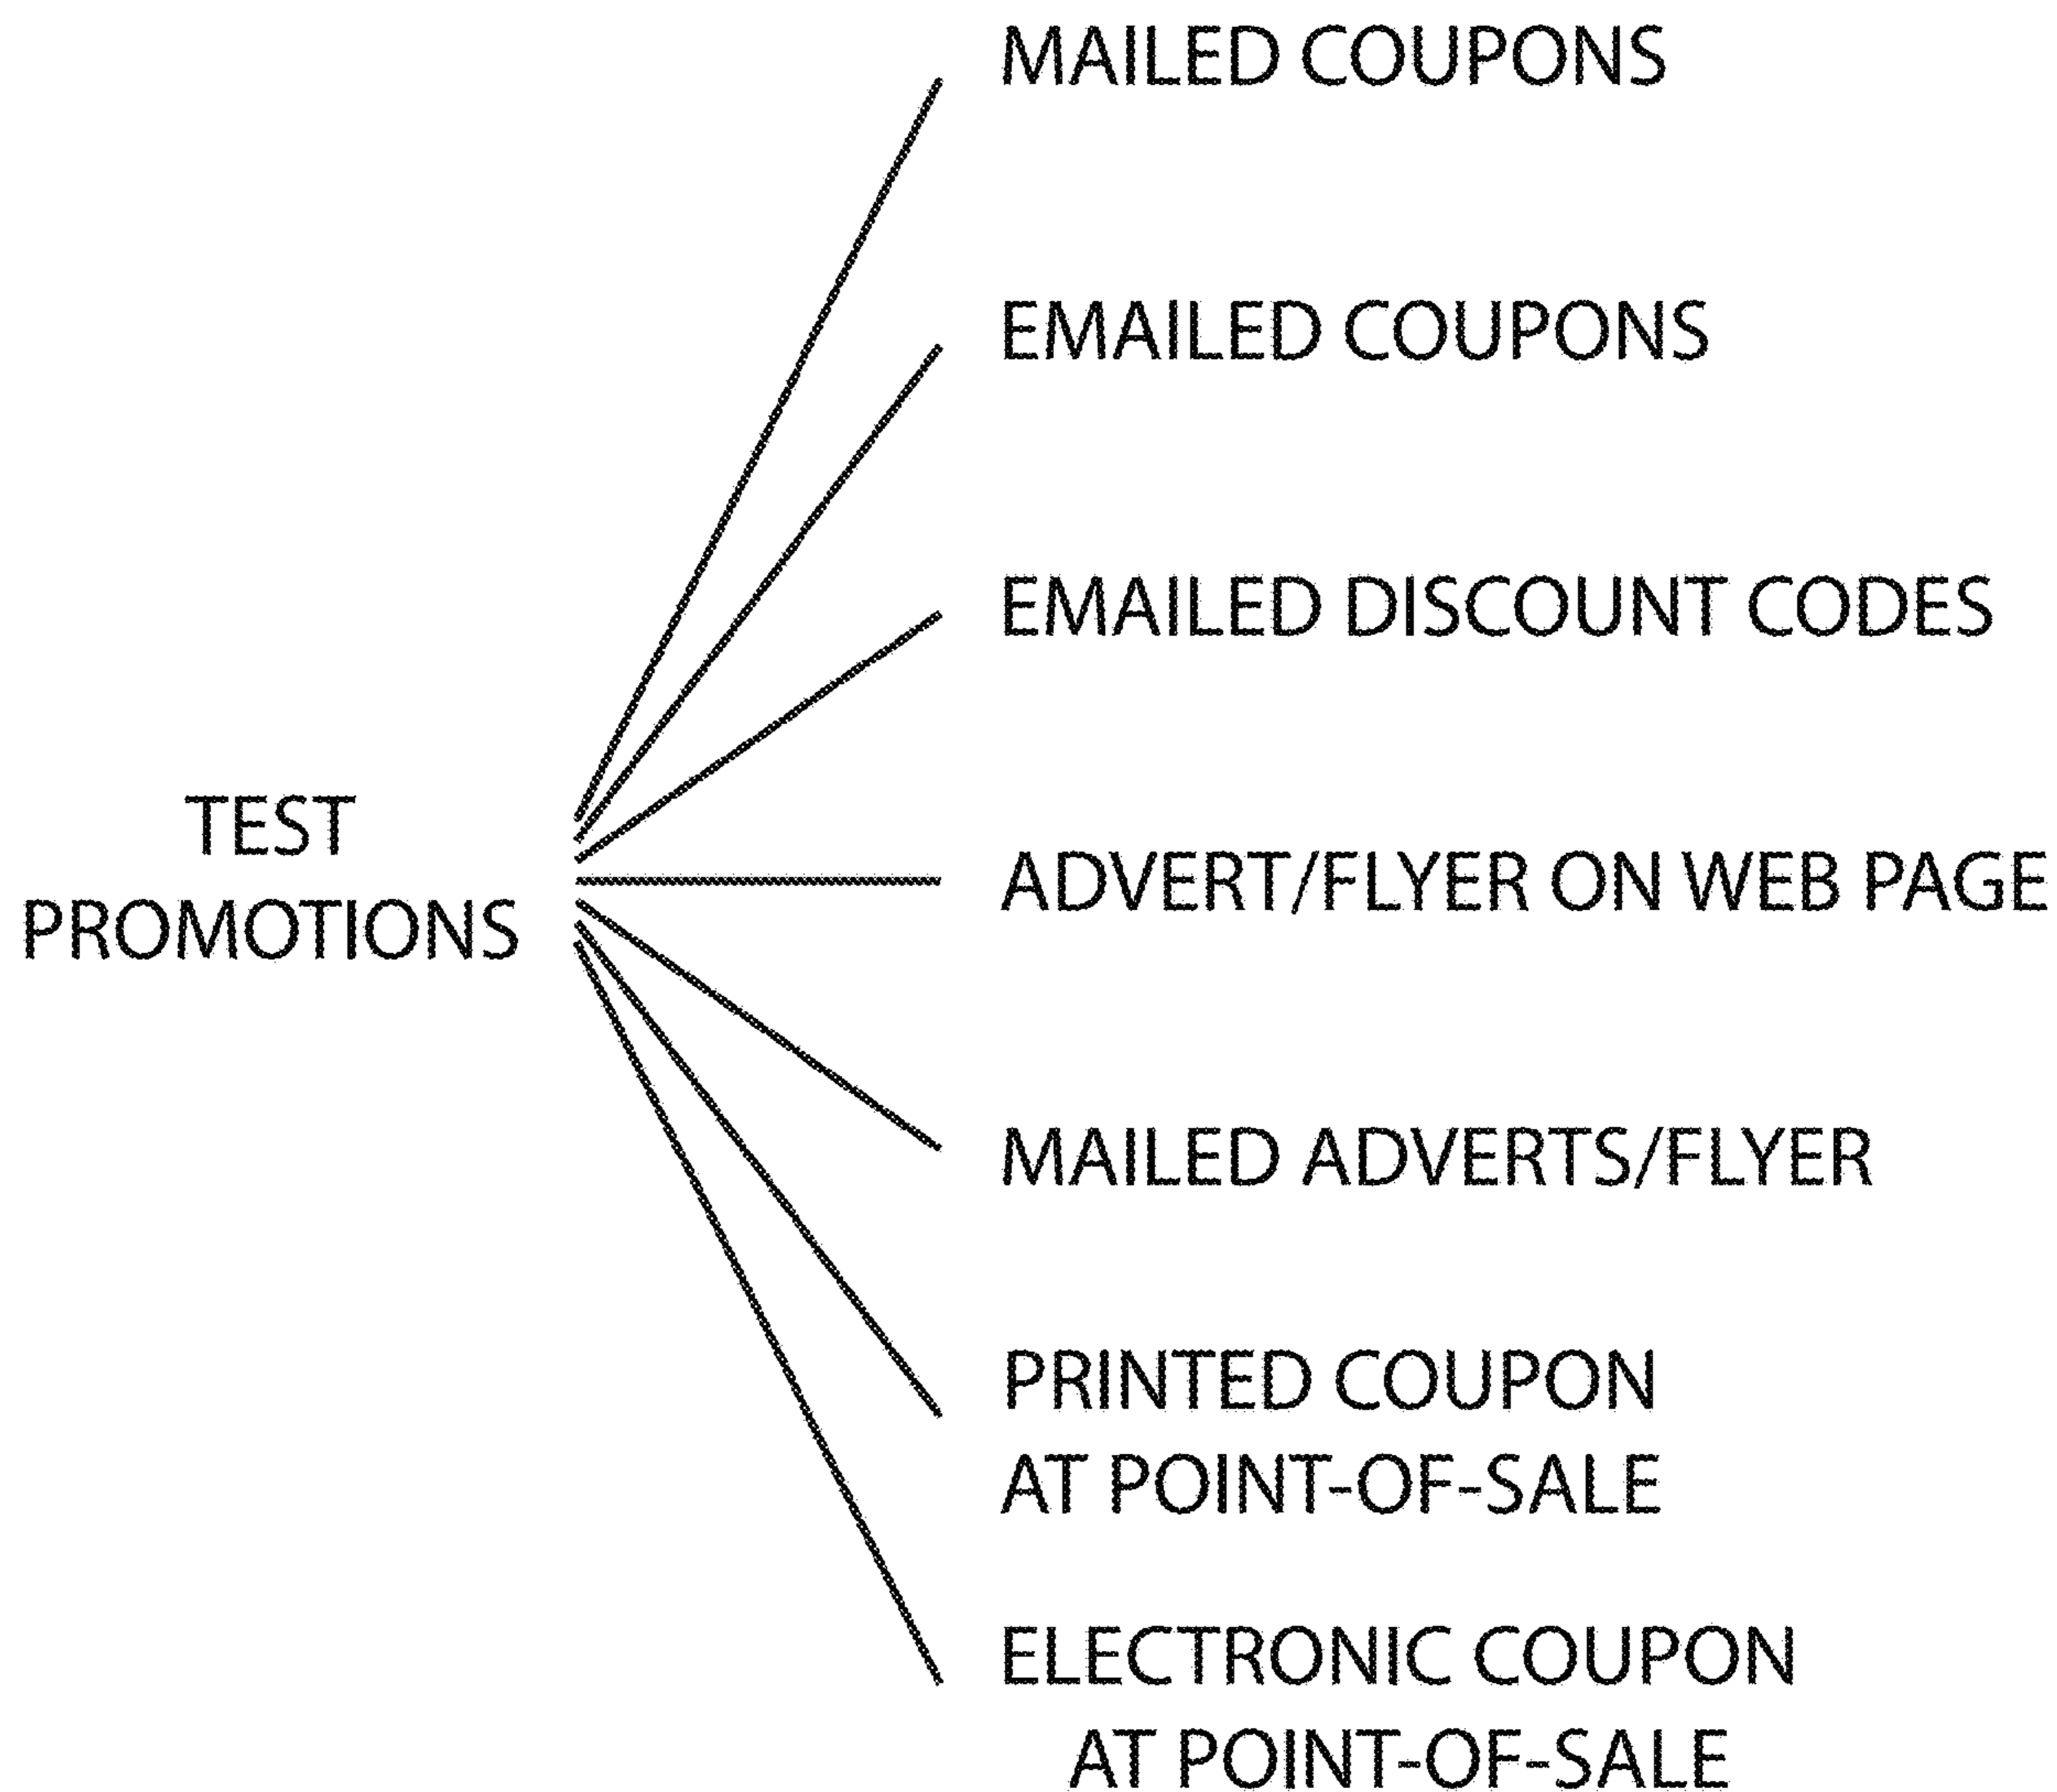 TEST
PROMOTIONS
MAILED COUPONS
EMAILED COUPONS
EMAILED DISCOUNT CODES
ADVERT/FLYER ON WEB PAGE
MAILED ADVERTS/FLYER
PRINTED COUPON
AT POINT-OF-SALE
ELECTRONIC COUPON
AT POINT-OF-SALE